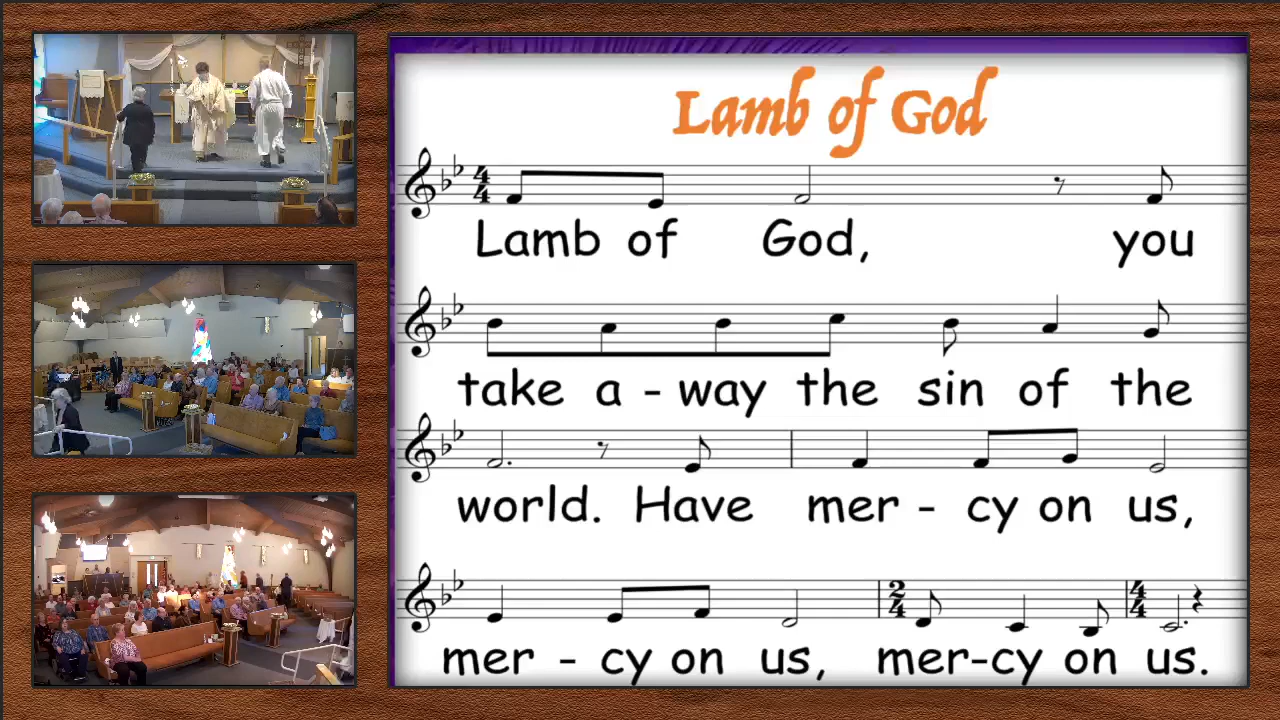 Lamb of God
Lamb of God, you
take a - way the sin of the
world. Have mer - cy on us,
mer - cy on us, mer-cy on us.